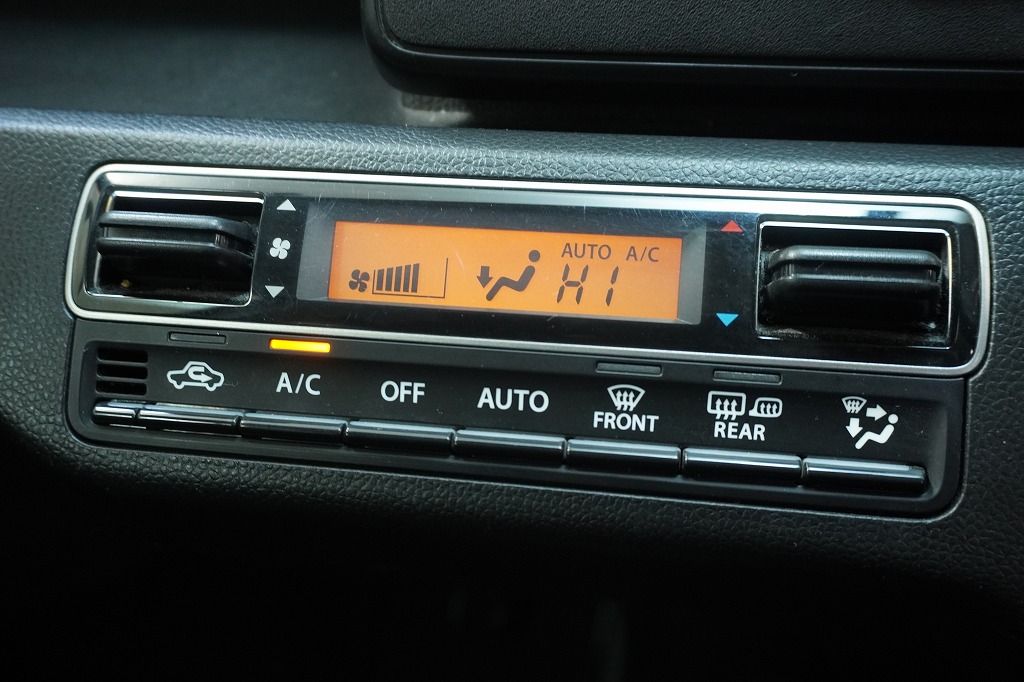 AUTO A/C
HI
A/C
OFF
AUTO
FRONT
REAR